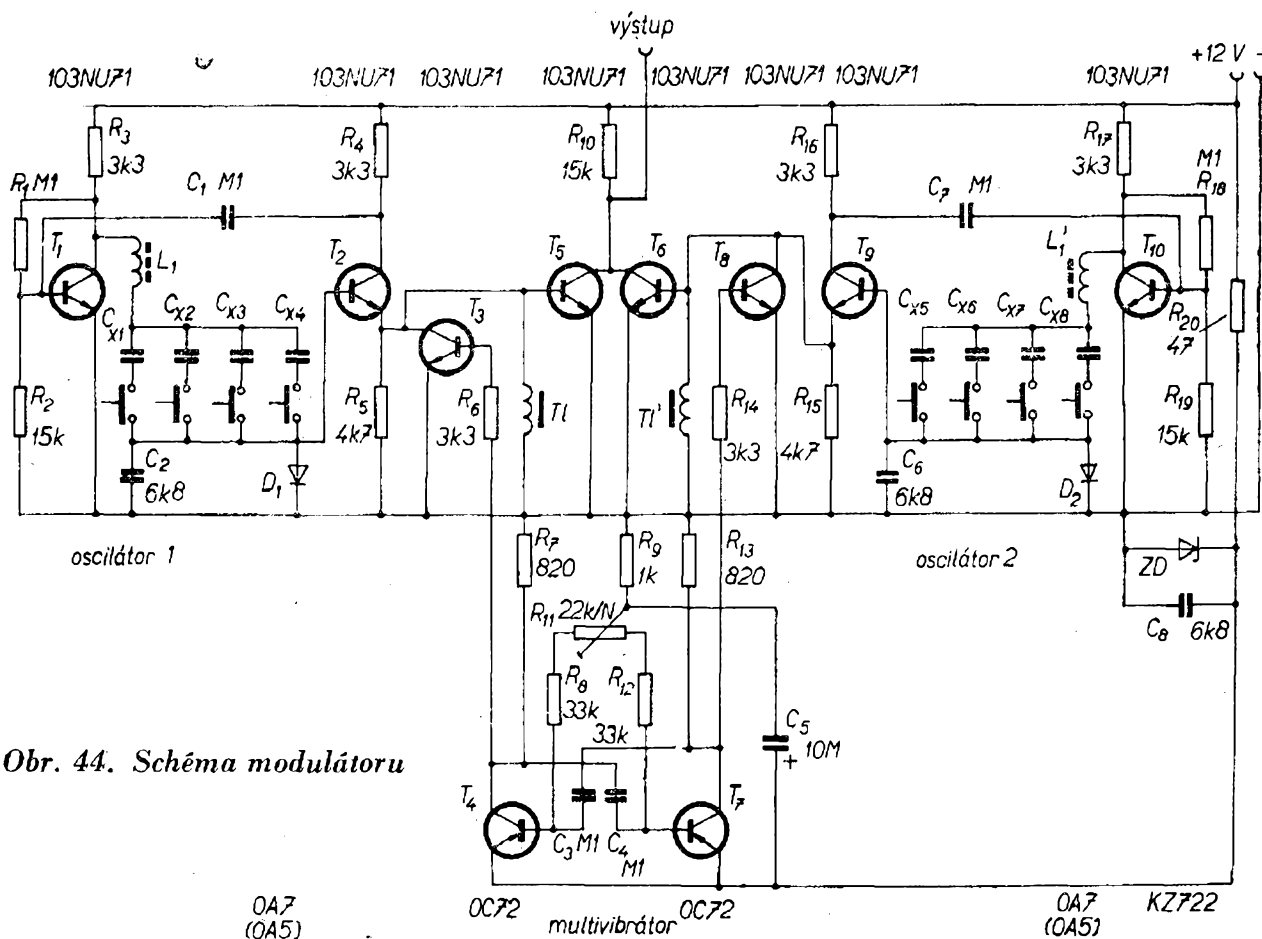 výstup
+12 V -
103NU71 103NU71 103NU71 103NU71 103NU71 103NU71 103NU71 103NU71
R3 3k3
R4 3k3
R10 15k
R16 3k3
R17 3k3
M1 R18
R1 M1
C1 M1
C7 M1
T1
L1
T2
T3
T5
T6
T8
T9
L1'
T10
Cx1 Cx2 Cx3 Cx4
Cx5 Cx6 Cx7 Cx8
R20 47
R2 15k
R5 4k7
R6 3k3
Tl
Tl'
R14 3k3
R15 4k7
R19 15k
C2 6k8
D1
C6 6k8
D2
oscilátor 1
R7 820
R9 1k
R13 820
oscilátor 2
ZD
C8 6k8
R11 22k/N
R8 33k
R12 33k
C5 10M
+
Obr. 44. Schéma modulátoru
T4
T7
C3 M1
C4 M1
0A7 (0A5)
0C72
multivibrátor
0C72
0A7 (0A5)
KZ722